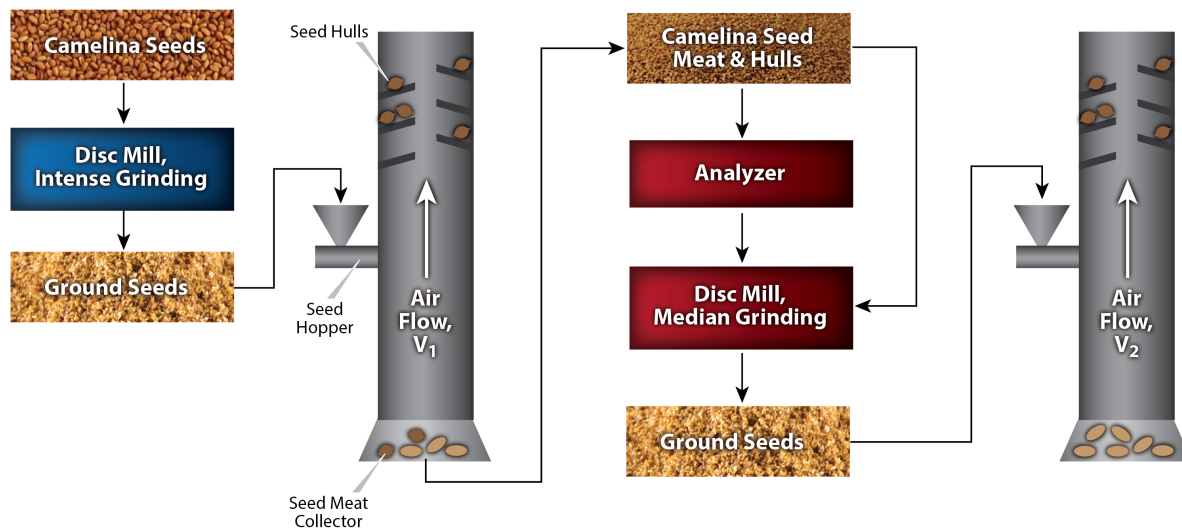 Camelina Seeds
Disc Mill,
Intense Grinding
Ground Seeds
Seed Hulls
Seed
Hopper
Air
Flow,
V₁
Seed Meat
Collector
Camelina Seed
Meat & Hulls
Analyzer
Disc Mill,
Median Grinding
Ground Seeds
Air
Flow,
V₂